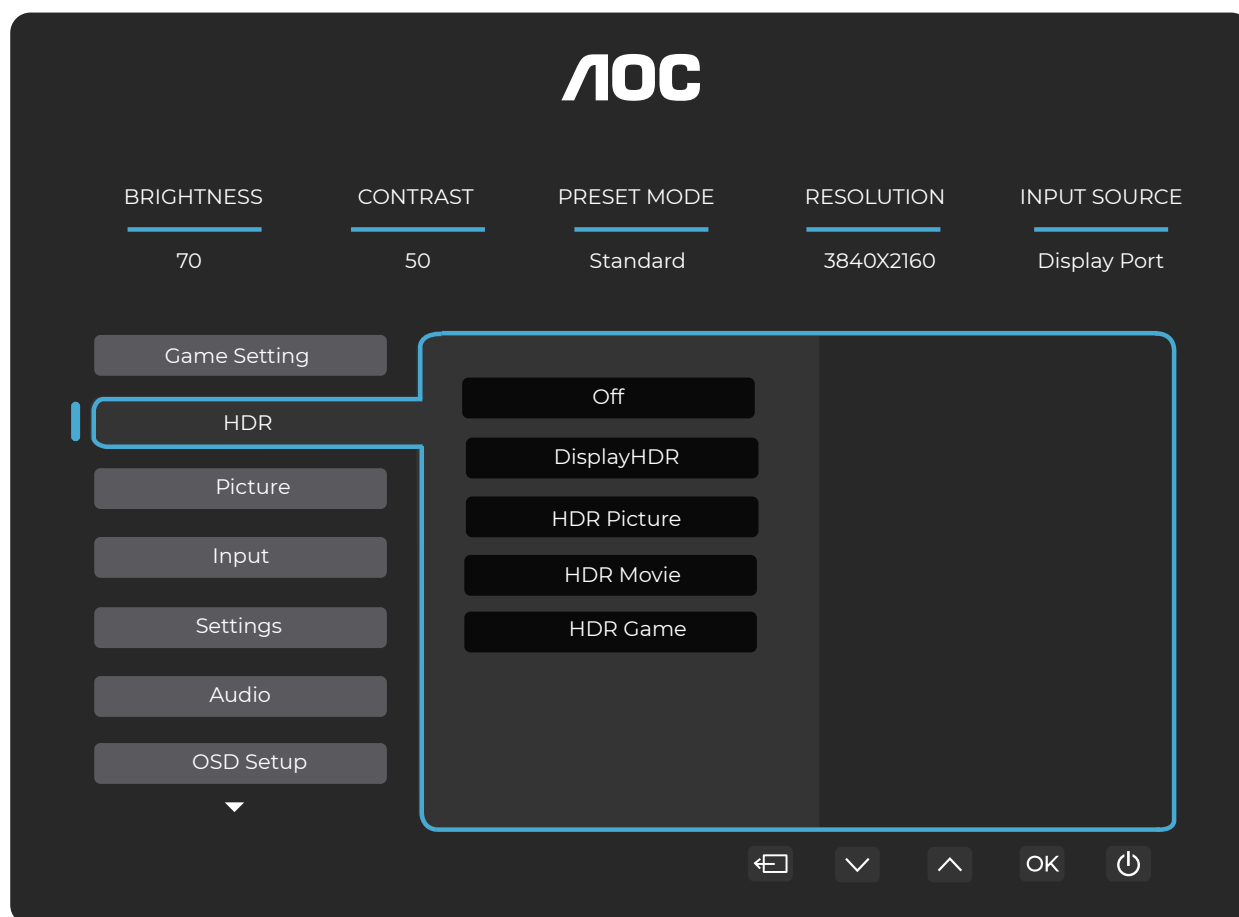 AOC
BRIGHTNESS CONTRAST PRESET MODE RESOLUTION INPUT SOURCE
70 50 Standard 3840X2160 Display Port
Game Setting
HDR
Picture
Input
Settings
Audio
OSD Setup
Off
DisplayHDR
HDR Picture
HDR Movie
HDR Game
OK